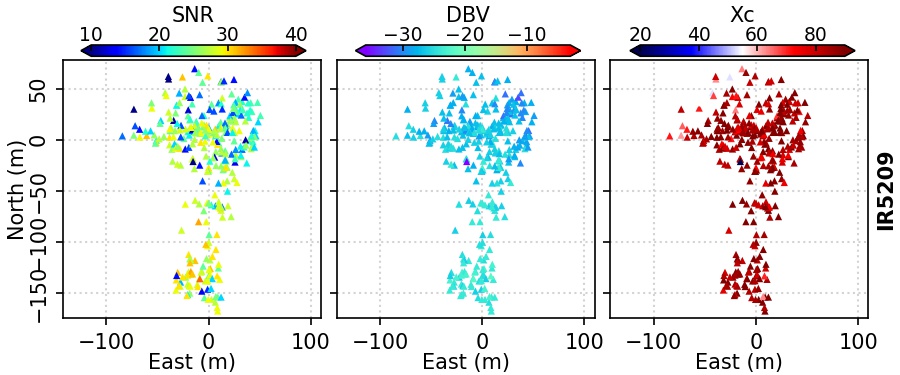 SNR DBV Xc
10 20 30 40 −30 −20 −10 20 40 60 80
50
0
−50
−100
−150
North (m)
IR5209
−100 0 100 −100 0 100 −100 0 100
East (m) East (m) East (m)